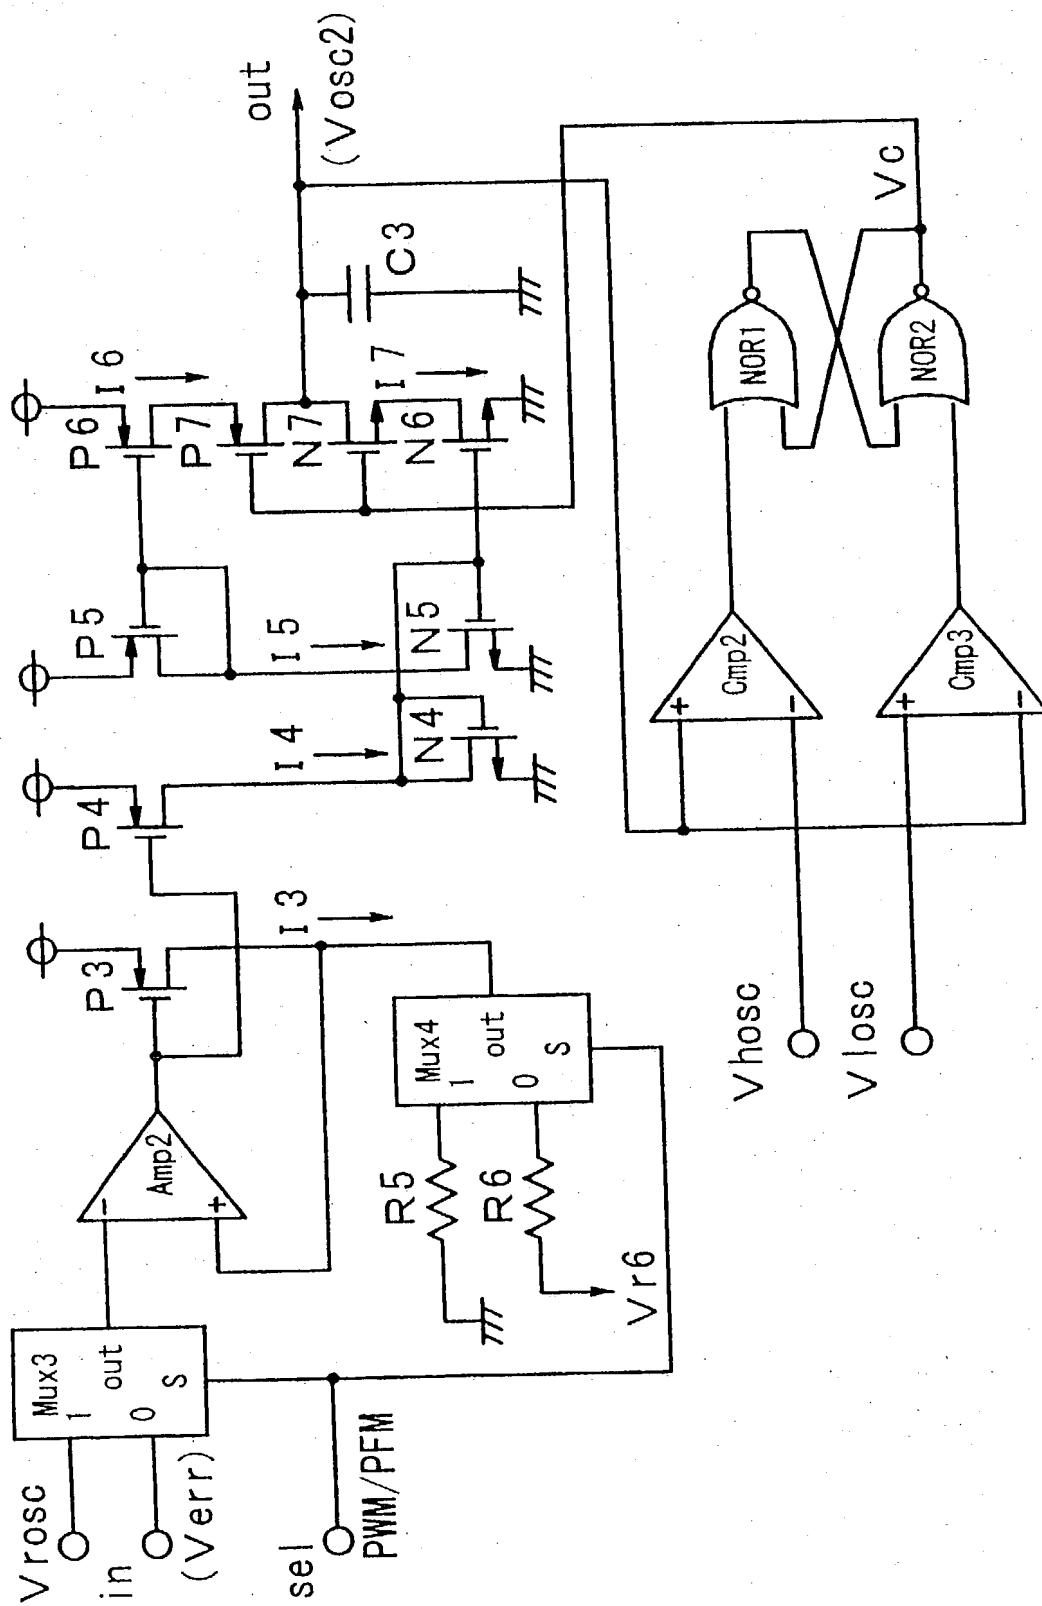 Vrosc
in
(Verr)
sel
PWM/PFM
Mux3
1
out
0
S
Amp2
-
+
P3
I3
Mux4
1
out
0
S
R5
R6
Vr6
P4
I4
N4
P5
I5
N5
P6
I6
P7
N7
I7
N6
C3
out
(Vosc2)
Vhosc
Vlosc
+
-
Cmp2
+
-
Cmp3
NOR1
NOR2
Vc